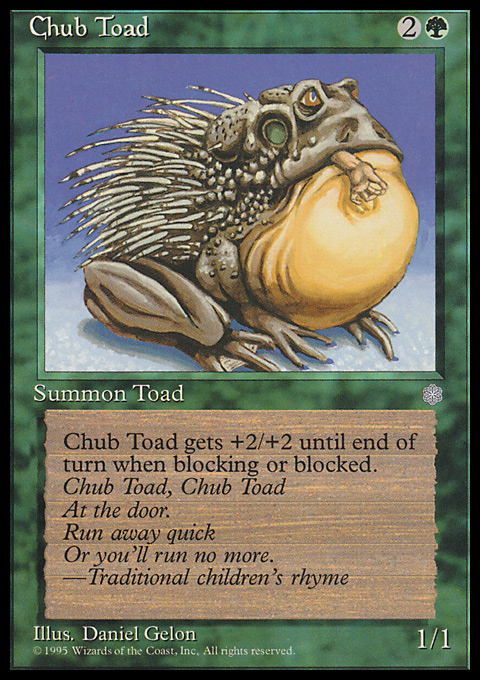 Chub Toad 2
Summon Toad
Chub Toad gets +2/+2 until end of
turn when blocking or blocked.
Chub Toad, Chub Toad
At the door.
Run away quick
Or you'll run no more.
—Traditional children's rhyme
Illus. Daniel Gelon
1/1
© 1995 Wizards of the Coast, Inc. All rights reserved.